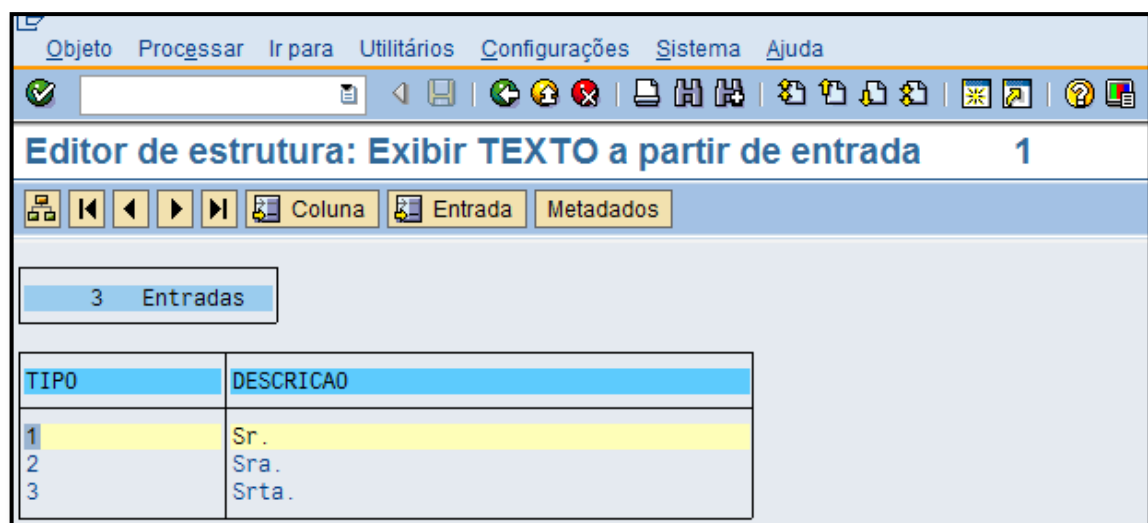 Objeto Processar Ir para Utilitários Configurações Sistema Ajuda
Editor de estrutura: Exibir TEXTO a partir de entrada 1
Coluna Entrada Metadados
3 Entradas
TIPO DESCRICAO
1 Sr.
2 Sra.
3 Srta.